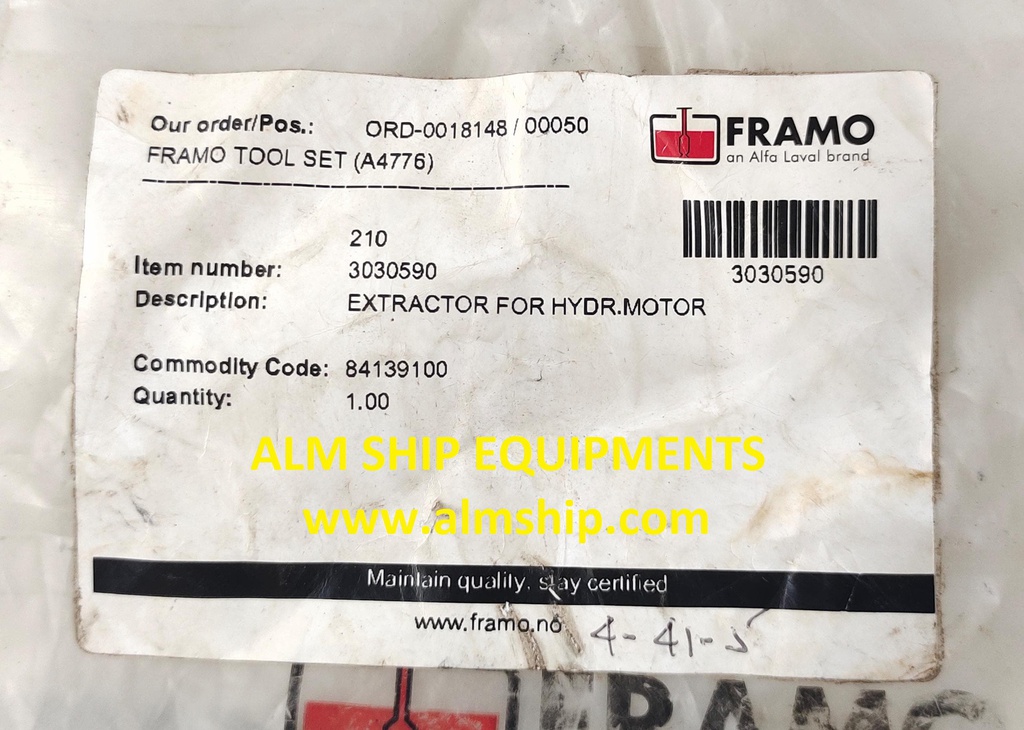 Our order/Pos.: ORD-0018148 / 00050
FRAMO TOOL SET (A4776)
FRAMO
an Alfa Laval brand
210
Item number: 3030590
3030590
Description: EXTRACTOR FOR HYDR.MOTOR
Commodity Code: 84139100
Quantity: 1.00
ALM SHIP EQUIPMENTS
www.almship.com
Maintain quality, stay certified
www.framo.no
4-41-5
FRAMO